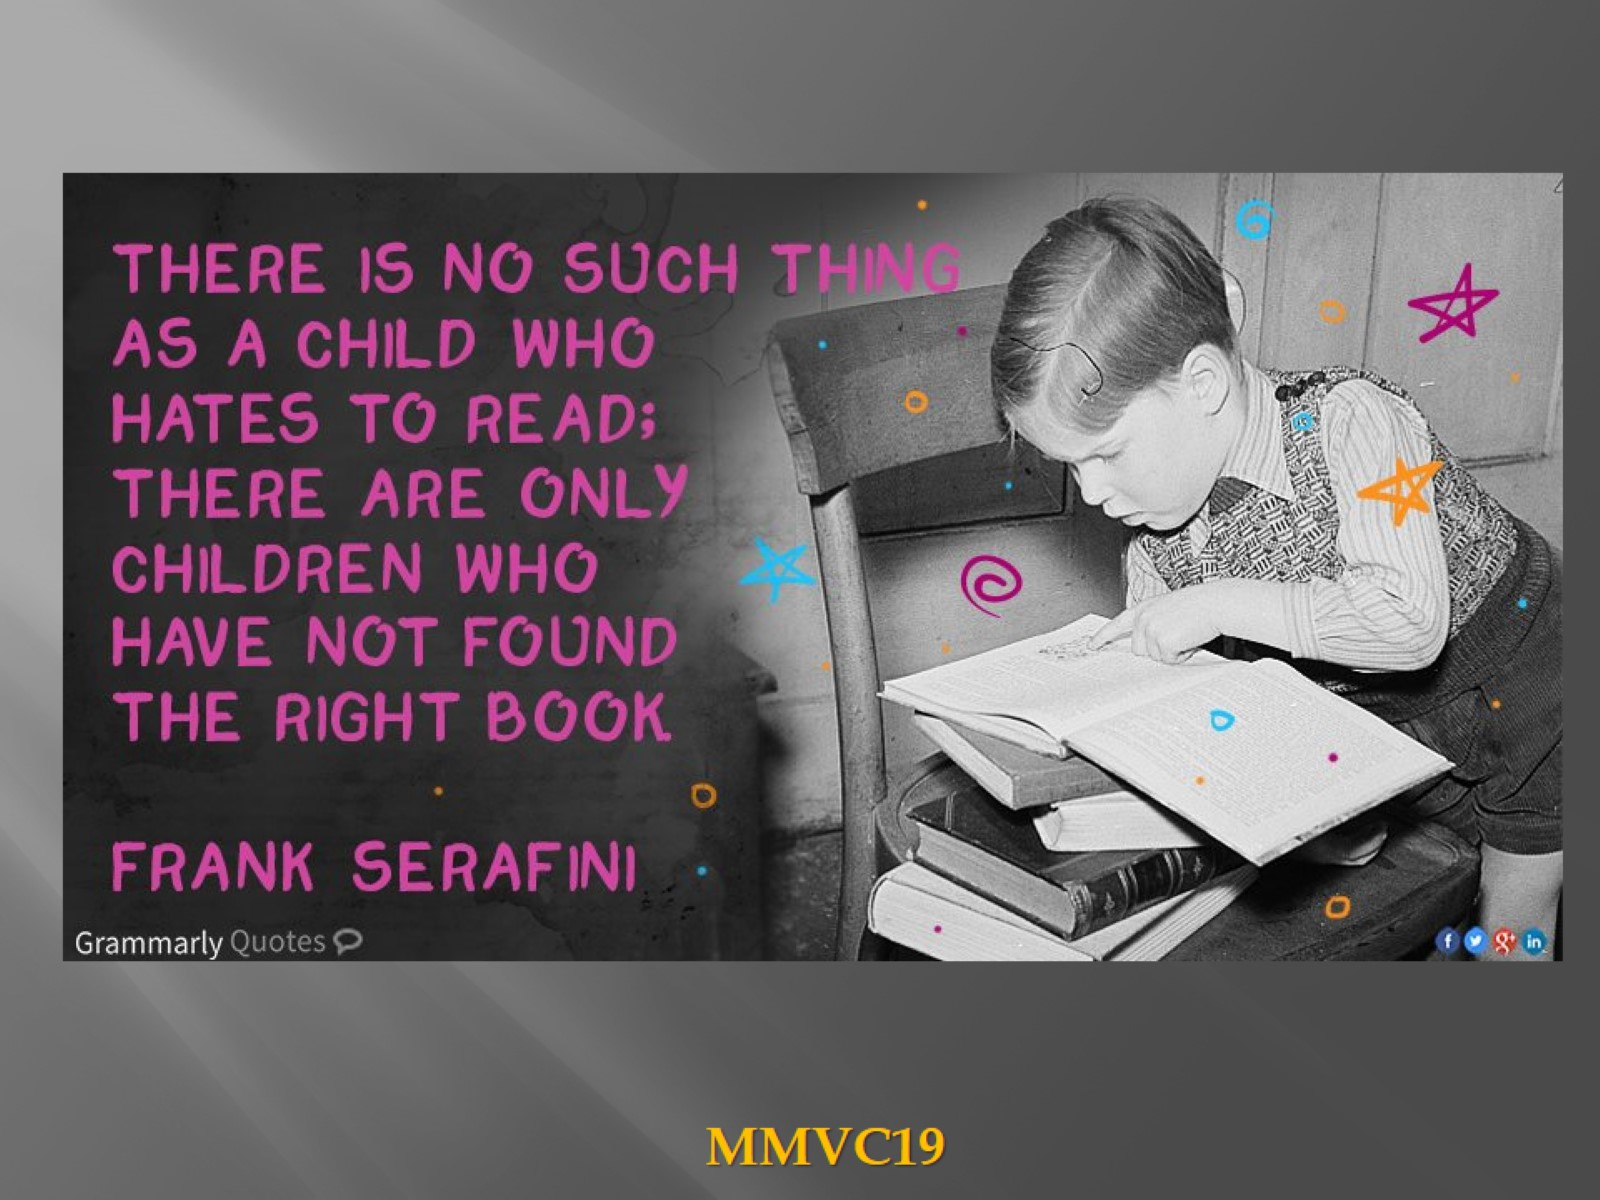 THERE IS NO SUCH THING
AS A CHILD WHO
HATES TO READ;
THERE ARE ONLY
CHILDREN WHO
HAVE NOT FOUND
THE RIGHT BOOK.
FRANK SERAFINI
Grammarly Quotes
f g+ in
MMVC19